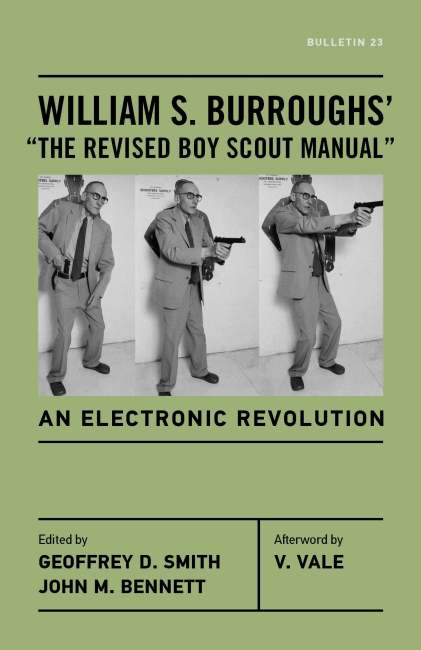 BULLETIN 23
WILLIAM S. BURROUGHS’
“THE REVISED BOY SCOUT MANUAL”
AN ELECTRONIC REVOLUTION
Edited by
GEOFFREY D. SMITH
JOHN M. BENNETT
Afterword by
V. VALE